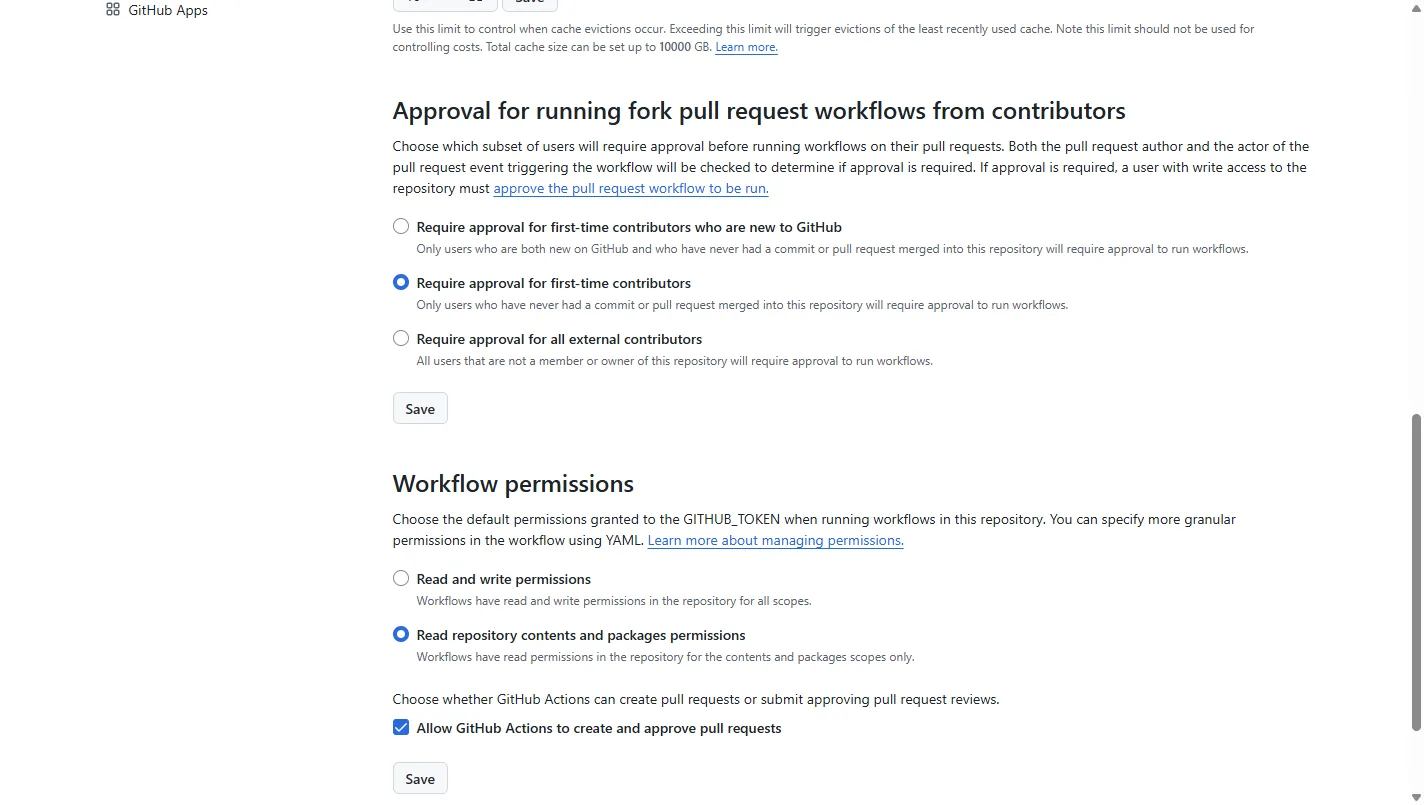 GitHub Apps
Save
Use this limit to control when cache evictions occur. Exceeding this limit will trigger evictions of the least recently used cache. Note this limit should not be used for
controlling costs. Total cache size can be set up to 10000 GB. Learn more.
Approval for running fork pull request workflows from contributors
Choose which subset of users will require approval before running workflows on their pull requests. Both the pull request author and the actor of the
pull request event triggering the workflow will be checked to determine if approval is required. If approval is required, a user with write access to the
repository must approve the pull request workflow to be run.
Require approval for first-time contributors who are new to GitHub
Only users who are both new on GitHub and who have never had a commit or pull request merged into this repository will require approval to run workflows.
Require approval for first-time contributors
Only users who have never had a commit or pull request merged into this repository will require approval to run workflows.
Require approval for all external contributors
All users that are not a member or owner of this repository will require approval to run workflows.
Save
Workflow permissions
Choose the default permissions granted to the GITHUB_TOKEN when running workflows in this repository. You can specify more granular
permissions in the workflow using YAML. Learn more about managing permissions.
Read and write permissions
Workflows have read and write permissions in the repository for all scopes.
Read repository contents and packages permissions
Workflows have read permissions in the repository for the contents and packages scopes only.
Choose whether GitHub Actions can create pull requests or submit approving pull request reviews.
Allow GitHub Actions to create and approve pull requests
Save